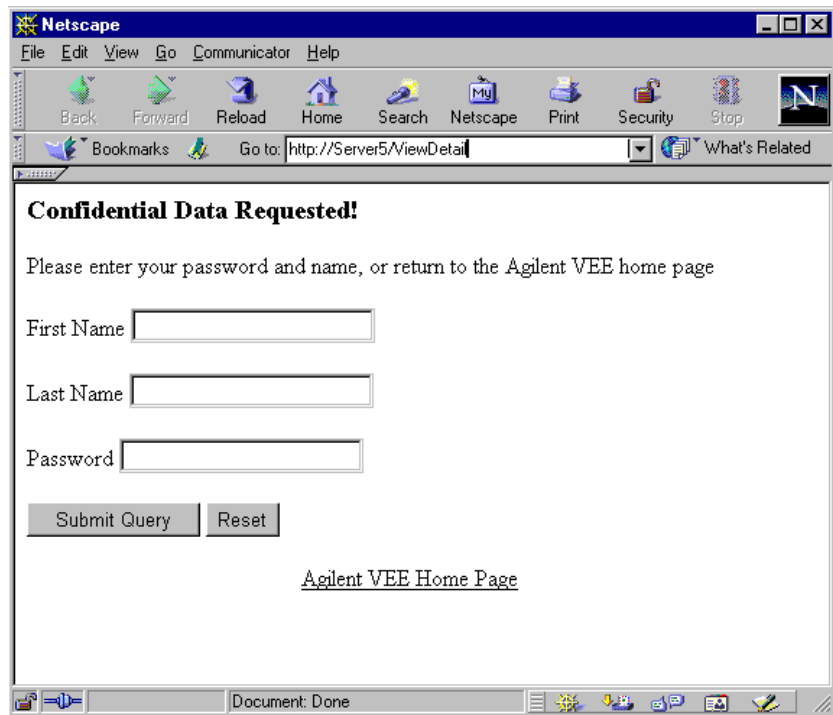 Netscape
File Edit View Go Communicator Help
My
Back Forward Reload Home Search Netscape Print Security Stop N
Bookmarks Go to: http://Server5/ViewDetail What's Related
Confidential Data Requested!
Please enter your password and name, or return to the Agilent VEE home page
First Name
Last Name
Password
Submit Query Reset
Agilent VEE Home Page
Document: Done